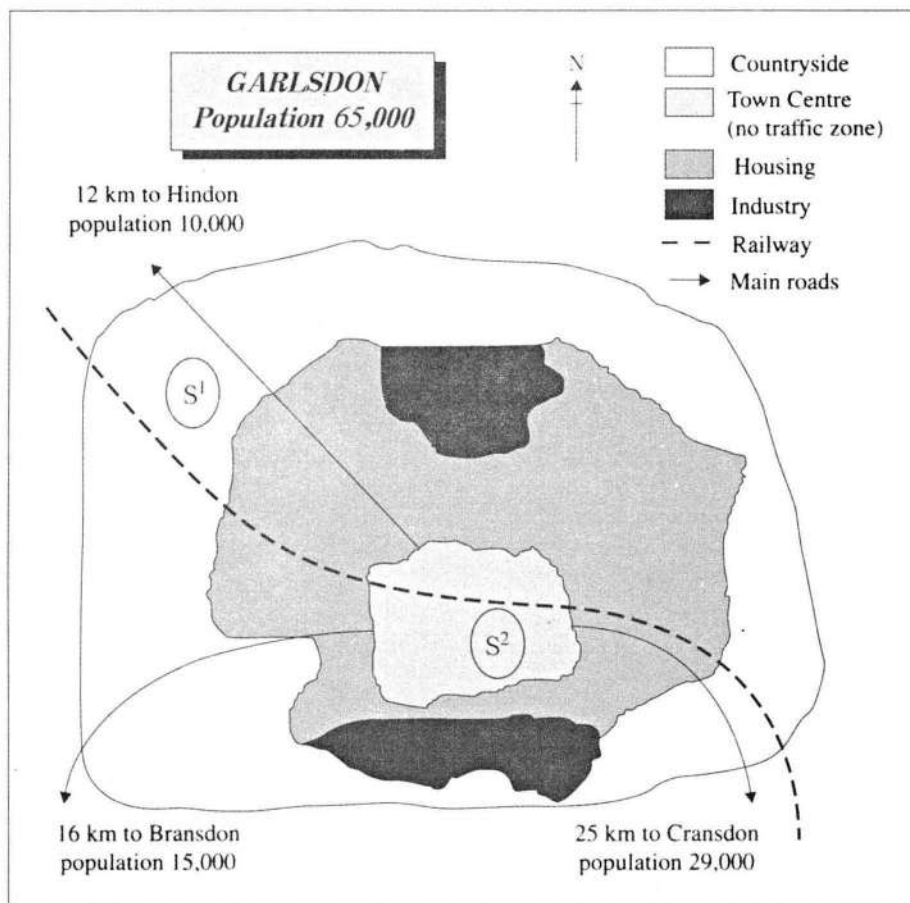 GARLSDON
Population 65,000
N
Countryside
Town Centre
(no traffic zone)
Housing
Industry
Railway
Main roads
12 km to Hindon
population 10,000
S¹
S²
16 km to Bransdon
population 15,000
25 km to Cransdon
population 29,000